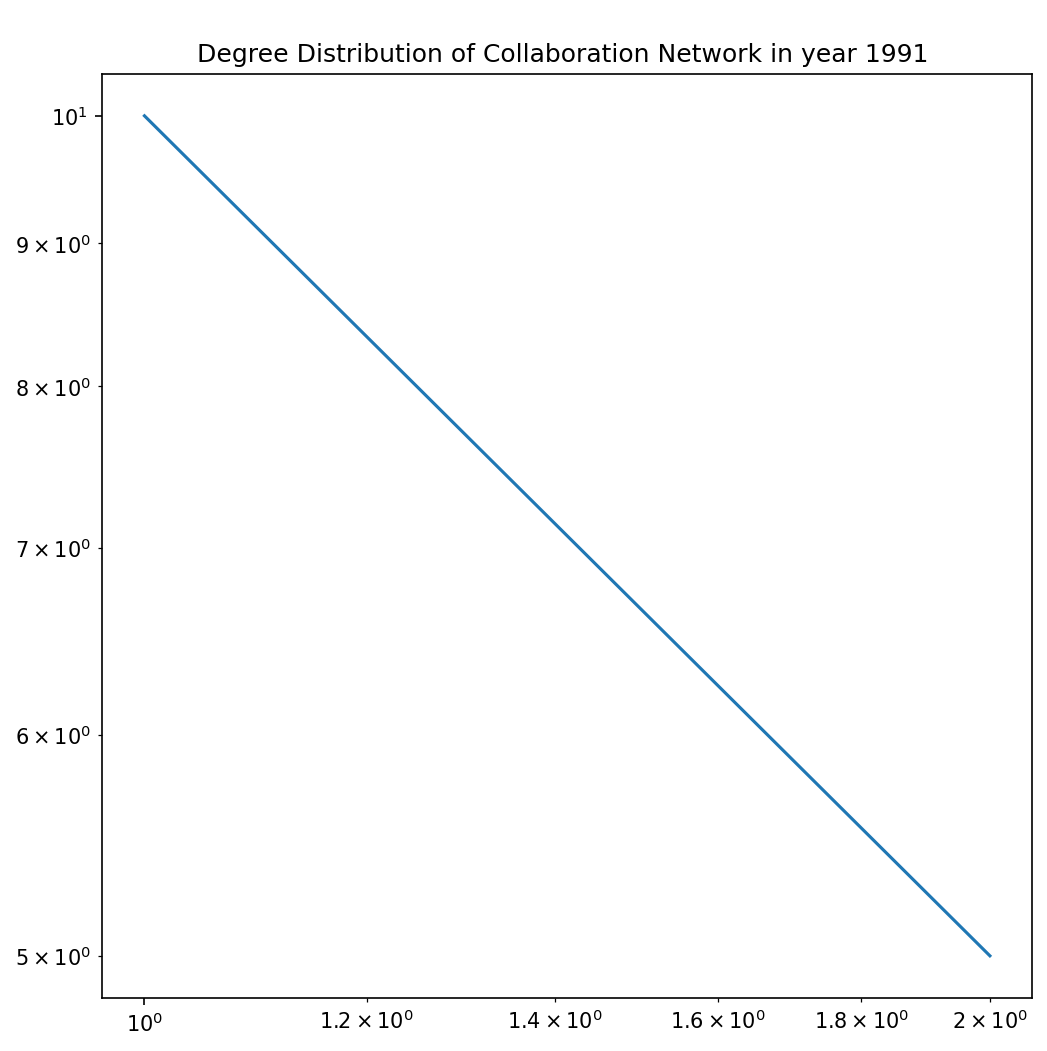 Degree Distribution of Collaboration Network in year 1991
10¹
9 × 10⁰
8 × 10⁰
7 × 10⁰
6 × 10⁰
5 × 10⁰
10⁰ 1.2 × 10⁰ 1.4 × 10⁰ 1.6 × 10⁰ 1.8 × 10⁰ 2 × 10⁰